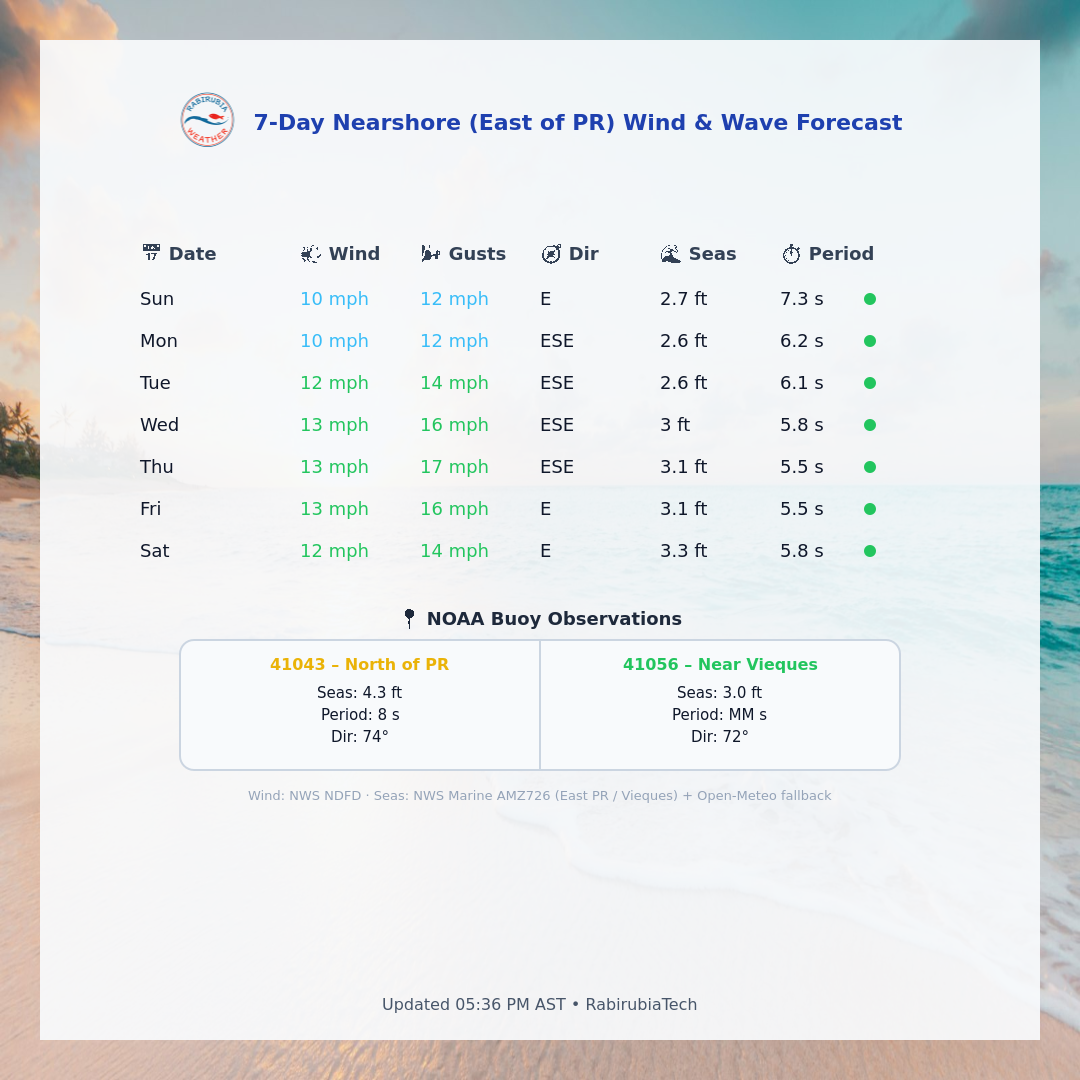 RABIRUBIA
WEATHER
7-Day Nearshore (East of PR) Wind & Wave Forecast
Date Wind Gusts Dir Seas Period
Sun 10 mph 12 mph E 2.7 ft 7.3 s
Mon 10 mph 12 mph ESE 2.6 ft 6.2 s
Tue 12 mph 14 mph ESE 2.6 ft 6.1 s
Wed 13 mph 16 mph ESE 3 ft 5.8 s
Thu 13 mph 17 mph ESE 3.1 ft 5.5 s
Fri 13 mph 16 mph E 3.1 ft 5.5 s
Sat 12 mph 14 mph E 3.3 ft 5.8 s
NOAA Buoy Observations
41043 – North of PR
Seas: 4.3 ft
Period: 8 s
Dir: 74°
41056 – Near Vieques
Seas: 3.0 ft
Period: MM s
Dir: 72°
Wind: NWS NDFD · Seas: NWS Marine AMZ726 (East PR / Vieques) + Open-Meteo fallback
Updated 05:36 PM AST • RabirubiaTech